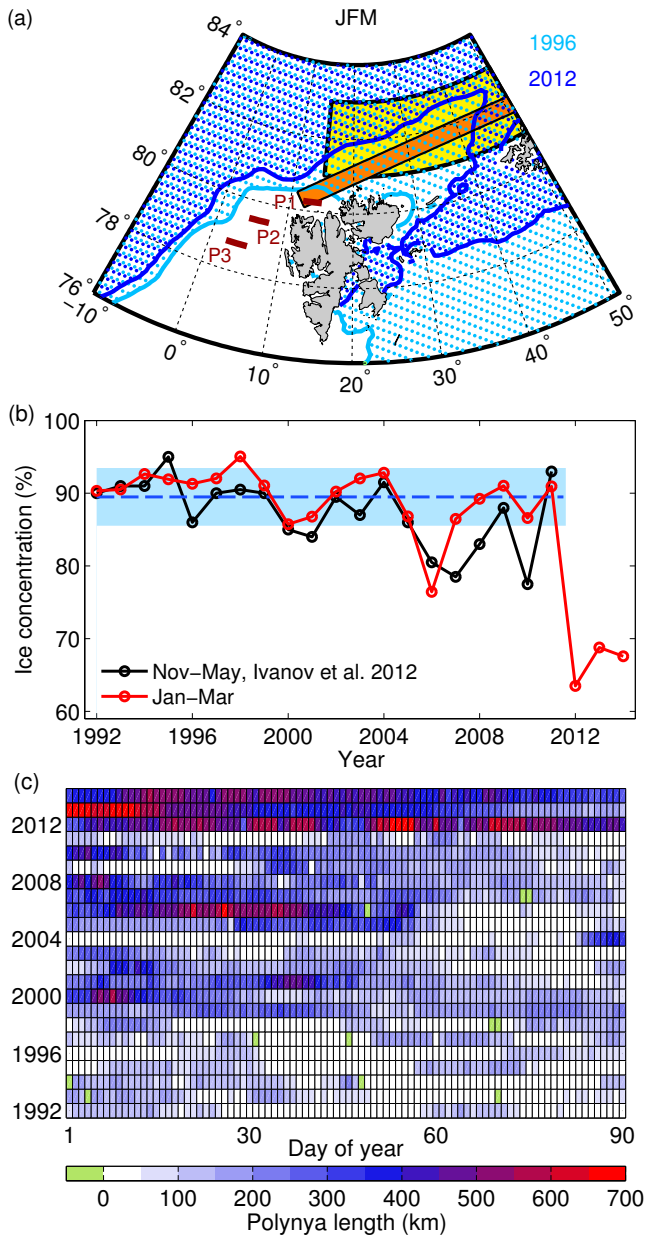 (a)
JFM
1996
2012
84°
82°
80°
78°
76°
−10°
0°
10°
20°
30°
40°
50°
P1
P2
P3
(b)
100
90
80
70
60
Ice concentration (%)
Nov−May, Ivanov et al. 2012
Jan−Mar
1992 1996 2000 2004 2008 2012
Year
(c)
2012
2008
2004
2000
1996
1992
1 30 60 90
Day of year
0 100 200 300 400 500 600 700
Polynya length (km)